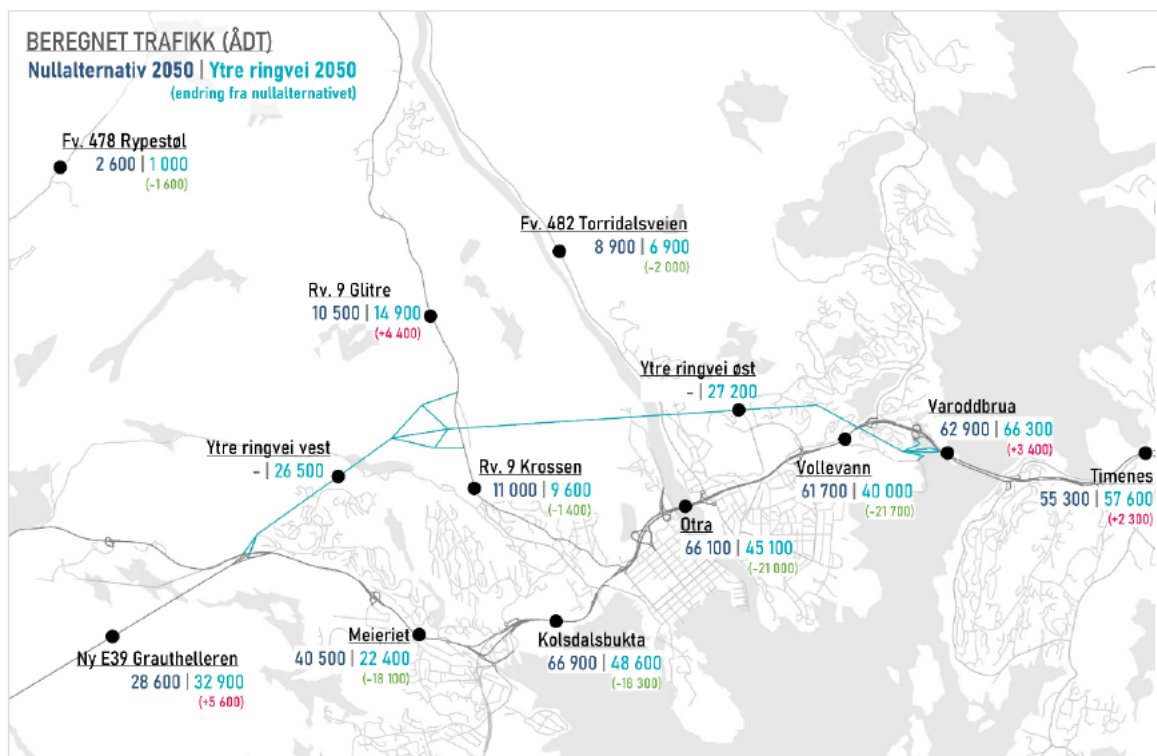 BEREGNET TRAFIKK (ÅDT)
Nullalternativ 2050 | Ytre ringvei 2050
(endring fra nullalternativet)
Fv. 478 Rypestøl
2 600 | 1 000
(-1 600)
Fv. 482 Torridalsveien
8 900 | 6 900
(-2 000)
Rv. 9 Glitre
10 500 | 14 900
(+4 400)
Ytre ringvei øst
- | 27 200
Varoddbrua
62 900 | 66 300
(+3 400)
Ytre ringvei vest
- | 26 500
Rv. 9 Krossen
11 000 | 9 600
(-1 400)
Vollevann
61 700 | 40 000
(-21 700)
Timenes
55 300 | 57 600
(+2 300)
Otra
66 100 | 45 100
(-21 000)
Meieriet
40 500 | 22 400
(-18 100)
Kolsdalsbukta
66 900 | 48 600
(-18 300)
Ny E39 Grauthelleren
28 600 | 32 900
(+5 600)